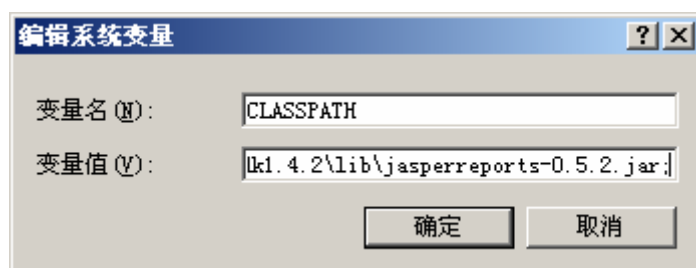 编辑系统变量
变量名(N): CLASSPATH
变量值(V): lk1.4.2\lib\jasperreports-0.5.2.jar;
确定 取消